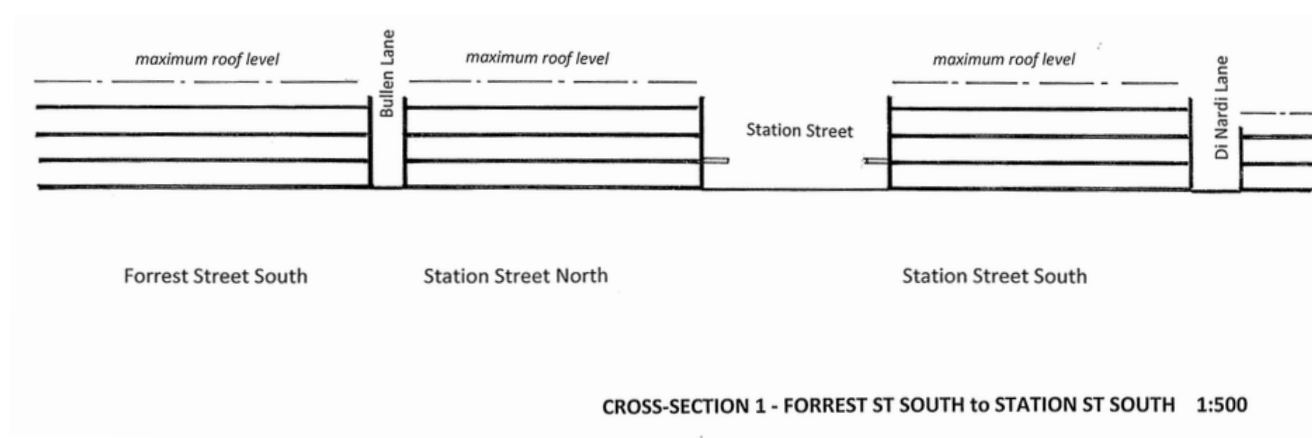 maximum roof level
Bullen Lane
maximum roof level
Station Street
maximum roof level
Di Nardi Lane
Forrest Street South
Station Street North
Station Street South
CROSS-SECTION 1 - FORREST ST SOUTH to STATION ST SOUTH 1:500